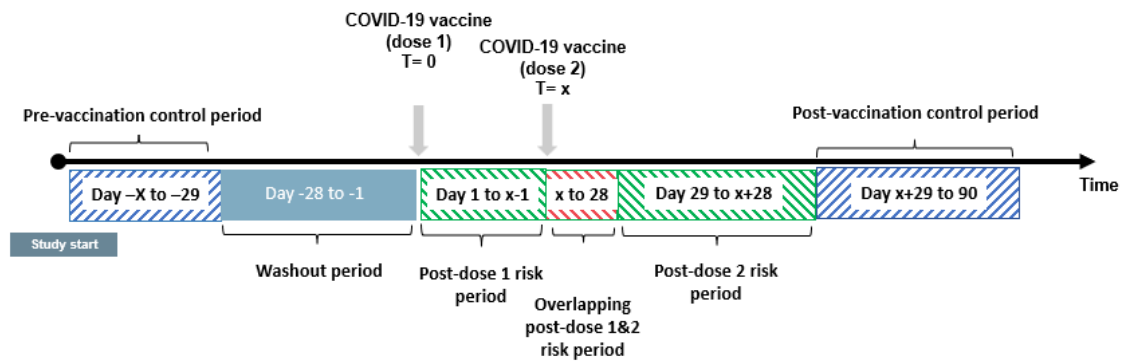 COVID-19 vaccine
(dose 1)
T= 0
COVID-19 vaccine
(dose 2)
T= x
Pre-vaccination control period
Post-vaccination control period
Day –X to –29
Day -28 to -1
Day 1 to x-1
x to 28
Day 29 to x+28
Day x+29 to 90
Time
Study start
Washout period
Post-dose 1 risk
period
Overlapping
post-dose 1&2
risk period
Post-dose 2 risk
period